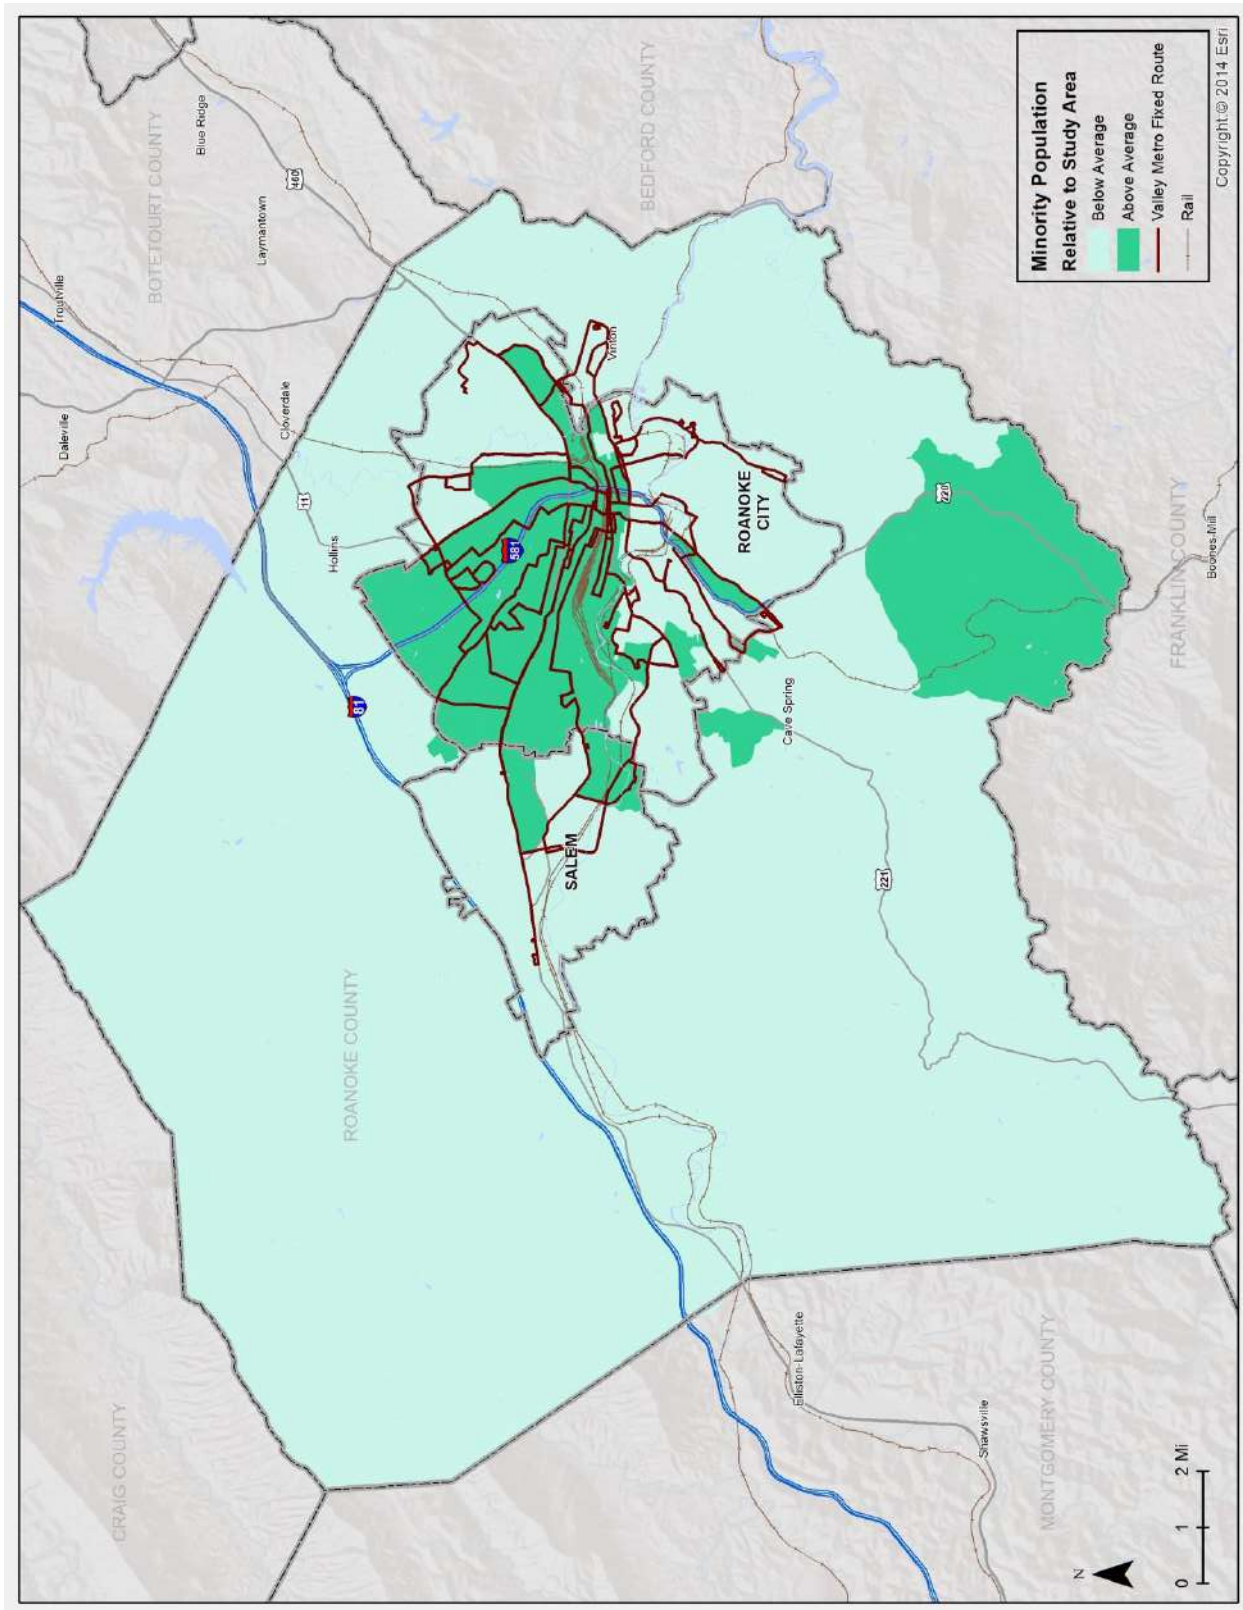 BOTETOURT COUNTY
BEDFORD COUNTY
CRAIG COUNTY
ROANOKE COUNTY
MONTGOMERY COUNTY
FRANKLIN COUNTY
Troutville
Daleville
Cloverdale
Blue Ridge
Laymantown
Hollins
Vinton
ROANOKE
CITY
SALEM
Cave Spring
Boones-Mill
Elliston-Lafayette
Shawsville
460
11
581
81
220
221
Minority Population
Relative to Study Area
Below Average
Above Average
Valley Metro Fixed Route
Rail
Copyright:© 2014 Esri
N
0 1 2 Mi